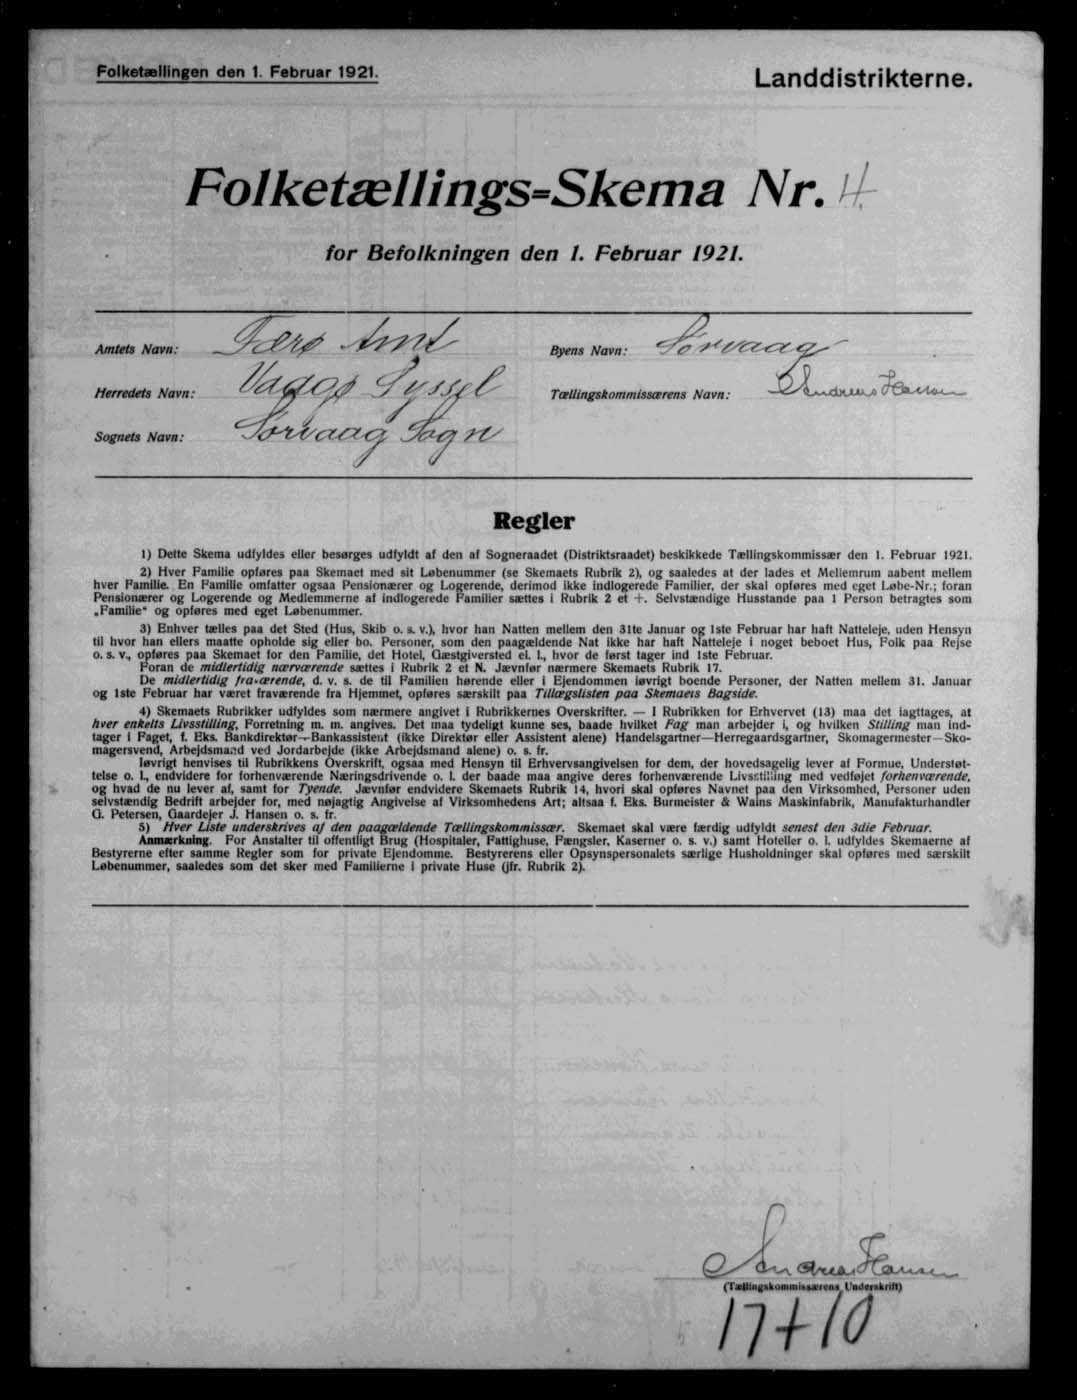 Folketællingen den 1. Februar 1921.
Landdistrikterne.
Folketællings=Skema Nr. 4.
for Befolkningen den 1. Februar 1921.
Amtets Navn: Færø Amt
Byens Navn: Sørvaag
Herredets Navn: Vaagø Syssel
Tællingskommissærens Navn: Andreas Hansen
Sognets Navn: Sørvaag Sogn
Regler
1) Dette Skema udfyldes eller besørges udfyldt af den af Sogneraadet (Distriktsraadet) beskikkede Tællingskommissær den 1. Februar 1921.
2) Hver Familie opføres paa Skemaet med sit Løbenummer (se Skemaets Rubrik 2), og saaledes at der lades et Mellemrum aabent mellem
hver Familie. En Familie omfatter ogsaa Pensionærer og Logerende, derimod ikke indlogerede Familier, der skal opføres med eget Løbe-Nr.; foran
Pensionærer og Logerende og Medlemmerne af indlogerede Familier sættes i Rubrik 2 et +. Selvstændige Husstande paa 1 Person betragtes som
„Familie“ og opføres med eget Løbenummer.
3) Enhver tælles paa det Sted (Hus, Skib o. s. v.), hvor han Natten mellem den 31te Januar og 1ste Februar har haft Natteleje, uden Hensyn
til hvor han ellers maatte opholde sig eller bo. Personer, som den paagældende Nat ikke har haft Natteleje i noget beboet Hus, Folk paa Rejse
o. s. v., opføres paa Skemaet for den Familie, det Hotel, Gæstgiversted el. l., hvor de først tager ind 1ste Februar.
Foran de midlertidig nærværende sættes i Rubrik 2 et N. Jævnfør nærmere Skemaets Rubrik 17.
De midlertidig fraværende, d. v. s. de til Familien hørende eller i Ejendommen iøvrigt boende Personer, der Natten mellem 31. Januar
og 1ste Februar har været fraværende fra Hjemmet, opføres særskilt paa Tillægslisten paa Skemaets Bagside.
4) Skemaets Rubrikker udfyldes som nærmere angivet i Rubrikkernes Overskrifter. — I Rubrikken for Erhvervet (13) maa det iagttages, at
hver enkelts Livsstilling, Forretning m. m. angives. Det maa tydeligt kunne ses, baade hvilket Fag man arbejder i, og hvilken Stilling man ind-
tager i Faget, f. Eks. Bankdirektør—Bankassistent (ikke Direktør eller Assistent alene) Handelsgartner—Herregaardsgartner, Skomagermester—Sko-
magersvend, Arbejdsmand ved Jordarbejde (ikke Arbejdsmand alene) o. s. fr.
Iøvrigt henvises til Rubrikkens Overskrift, ogsaa med Hensyn til Erhvervsangivelsen for dem, der hovedsagelig lever af Formue, Understøt-
telse o. l., endvidere for forhenværende Næringsdrivende o. l. der baade maa angive deres forhenværende Livsstilling med vedføjet forhenværende,
og hvad de nu lever af, samt for Tyende. Jævnfør endvidere Skemaets Rubrik 14, hvori skal opføres Navnet paa den Virksomhed, Personer uden
selvstændig Bedrift arbejder for, med nøjagtig Angivelse af Virksomhedens Art; altsaa f. Eks. Burmeister & Wains Maskinfabrik, Manufakturhandler
G. Petersen, Gaardejer J. Hansen o. s. fr.
5) Hver Liste underskrives af den paagældende Tællingskommissær. Skemaet skal være færdig udfyldt senest den 3die Februar.
Anmærkning. For Anstalter til offentligt Brug (Hospitaler, Fattighuse, Fængsler, Kaserner o. s. v.) samt Hoteller o. l. udfyldes Skemaerne af
Bestyrerne efter samme Regler som for private Ejendomme. Bestyrerens eller Opsynspersonalets særlige Husholdninger skal opføres med særskilt
Løbenummer, saaledes som det sker med Familierne i private Huse (jfr. Rubrik 2).
Andreas Hansen
(Tællingskommissærens Underskrift)
17+10